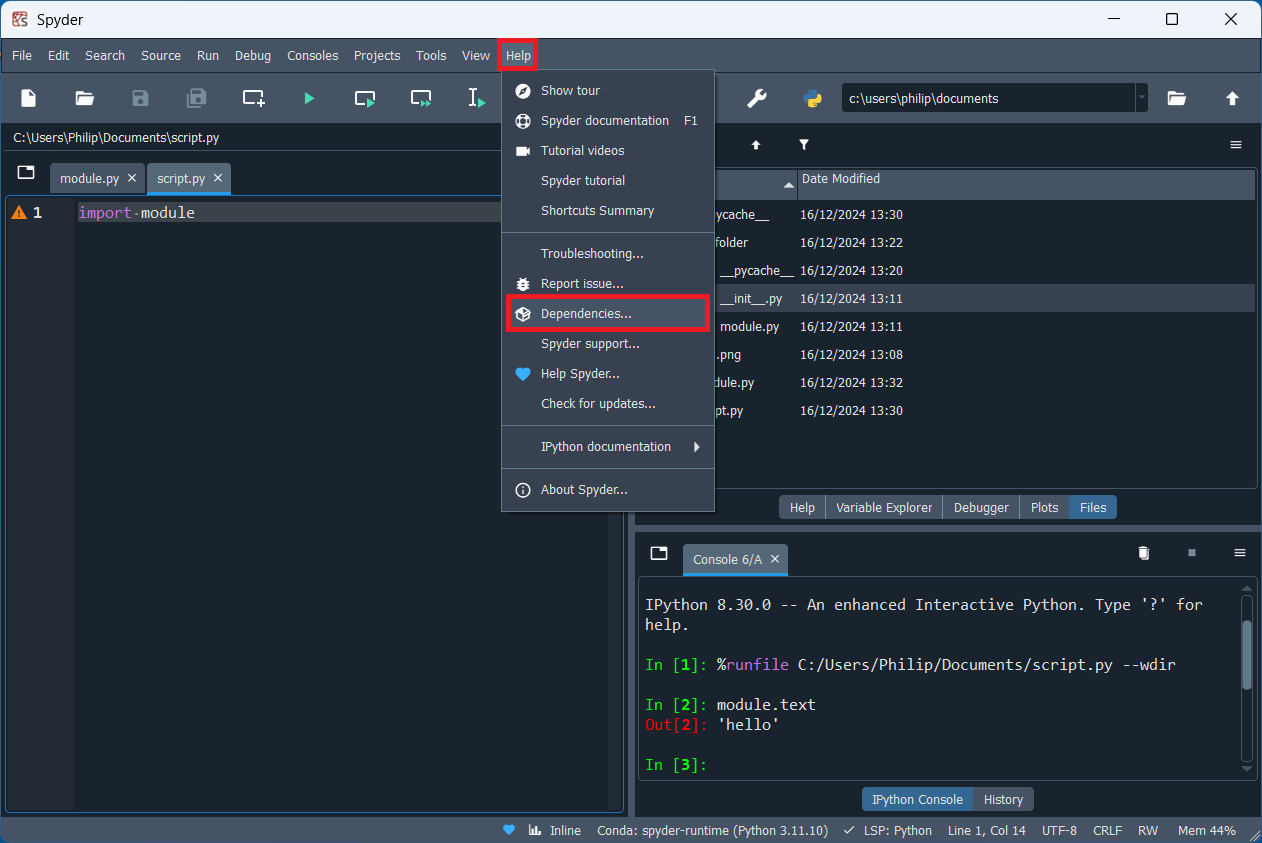 Spyder
File Edit Search Source Run Debug Consoles Projects Tools View Help
c:\users\philip\documents
C:\Users\Philip\Documents\script.py
module.py script.py
1 import module
Show tour
Spyder documentation F1
Tutorial videos
Spyder tutorial
Shortcuts Summary
Troubleshooting...
Report issue...
Dependencies...
Spyder support...
Help Spyder...
Check for updates...
IPython documentation
About Spyder...
Date Modified
ycache__ 16/12/2024 13:30
folder 16/12/2024 13:22
__pycache__ 16/12/2024 13:20
__init__.py 16/12/2024 13:11
module.py 16/12/2024 13:11
.png 16/12/2024 13:08
dule.py 16/12/2024 13:32
pt.py 16/12/2024 13:30
Help Variable Explorer Debugger Plots Files
Console 6/A
IPython 8.30.0 -- An enhanced Interactive Python. Type '?' for
help.
In [1]: %runfile C:/Users/Philip/Documents/script.py --wdir
In [2]: module.text
Out[2]: 'hello'
In [3]:
IPython Console History
Inline Conda: spyder-runtime (Python 3.11.10) LSP: Python Line 1, Col 14 UTF-8 CRLF RW Mem 44%